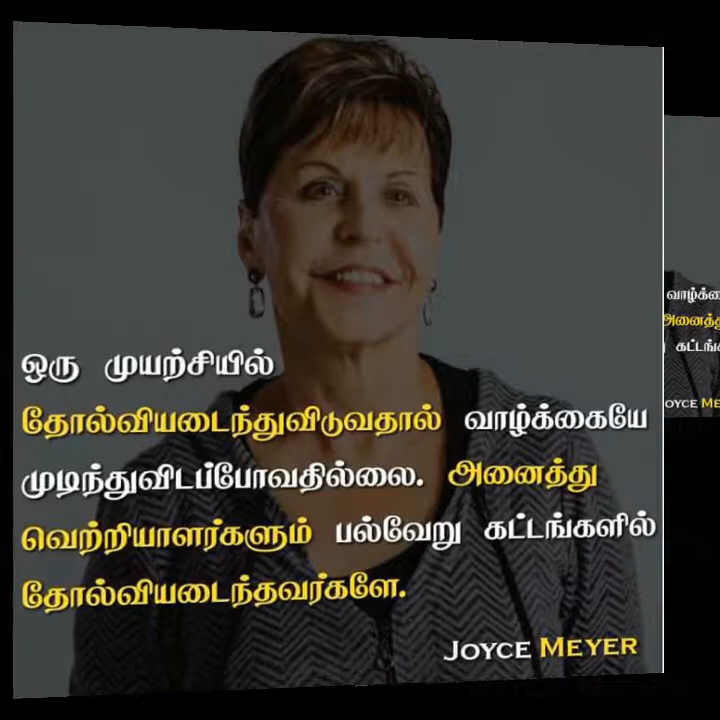 ஒரு முயற்சியில்
தோல்வியடைந்துவிடுவதால் வாழ்க்கையே
முடிந்துவிடப்போவதில்லை. அனைத்து
வெற்றியாளர்களும் பல்வேறு கட்டங்களில்
தோல்வியடைந்தவர்களே.
JOYCE MEYER